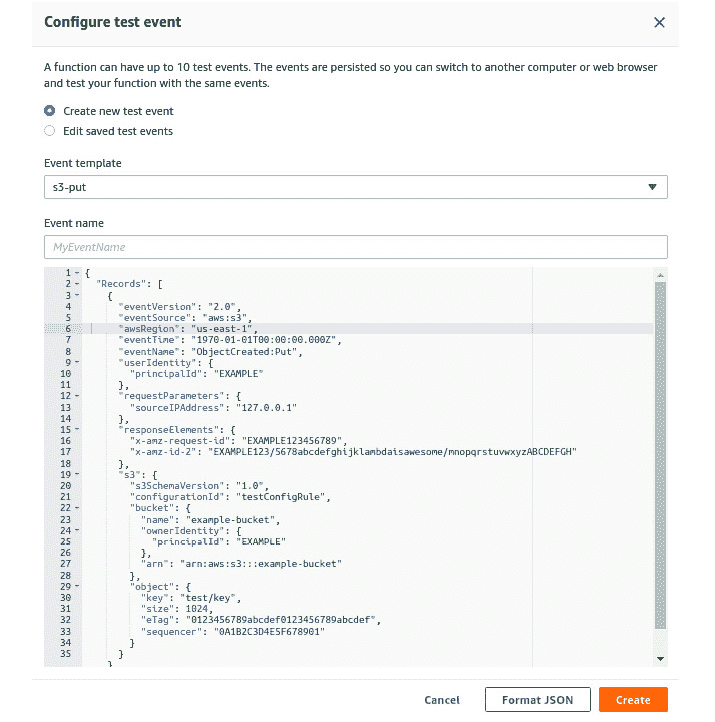 Configure test event
A function can have up to 10 test events. The events are persisted so you can switch to another computer or web browser
and test your function with the same events.
Create new test event
Edit saved test events
Event template
s3-put
Event name
MyEventName
1 {
2 "Records": [
3 {
4 "eventVersion": "2.0",
5 "eventSource": "aws:s3",
6 "awsRegion": "us-east-1",
7 "eventTime": "1970-01-01T00:00:00.000Z",
8 "eventName": "ObjectCreated:Put",
9 "userIdentity": {
10 "principalId": "EXAMPLE"
11 },
12 "requestParameters": {
13 "sourceIPAddress": "127.0.0.1"
14 },
15 "responseElements": {
16 "x-amz-request-id": "EXAMPLE123456789",
17 "x-amz-id-2": "EXAMPLE123/5678abcdefghijklambdaisawesome/mnopqrstuvwxyzABCDEFGH"
18 },
19 "s3": {
20 "s3SchemaVersion": "1.0",
21 "configurationId": "testConfigRule",
22 "bucket": {
23 "name": "example-bucket",
24 "ownerIdentity": {
25 "principalId": "EXAMPLE"
26 },
27 "arn": "arn:aws:s3:::example-bucket"
28 },
29 "object": {
30 "key": "test/key",
31 "size": 1024,
32 "eTag": "0123456789abcdef0123456789abcdef",
33 "sequencer": "0A1B2C3D4E5F678901"
34 }
35 }
}
Cancel
Format JSON
Create